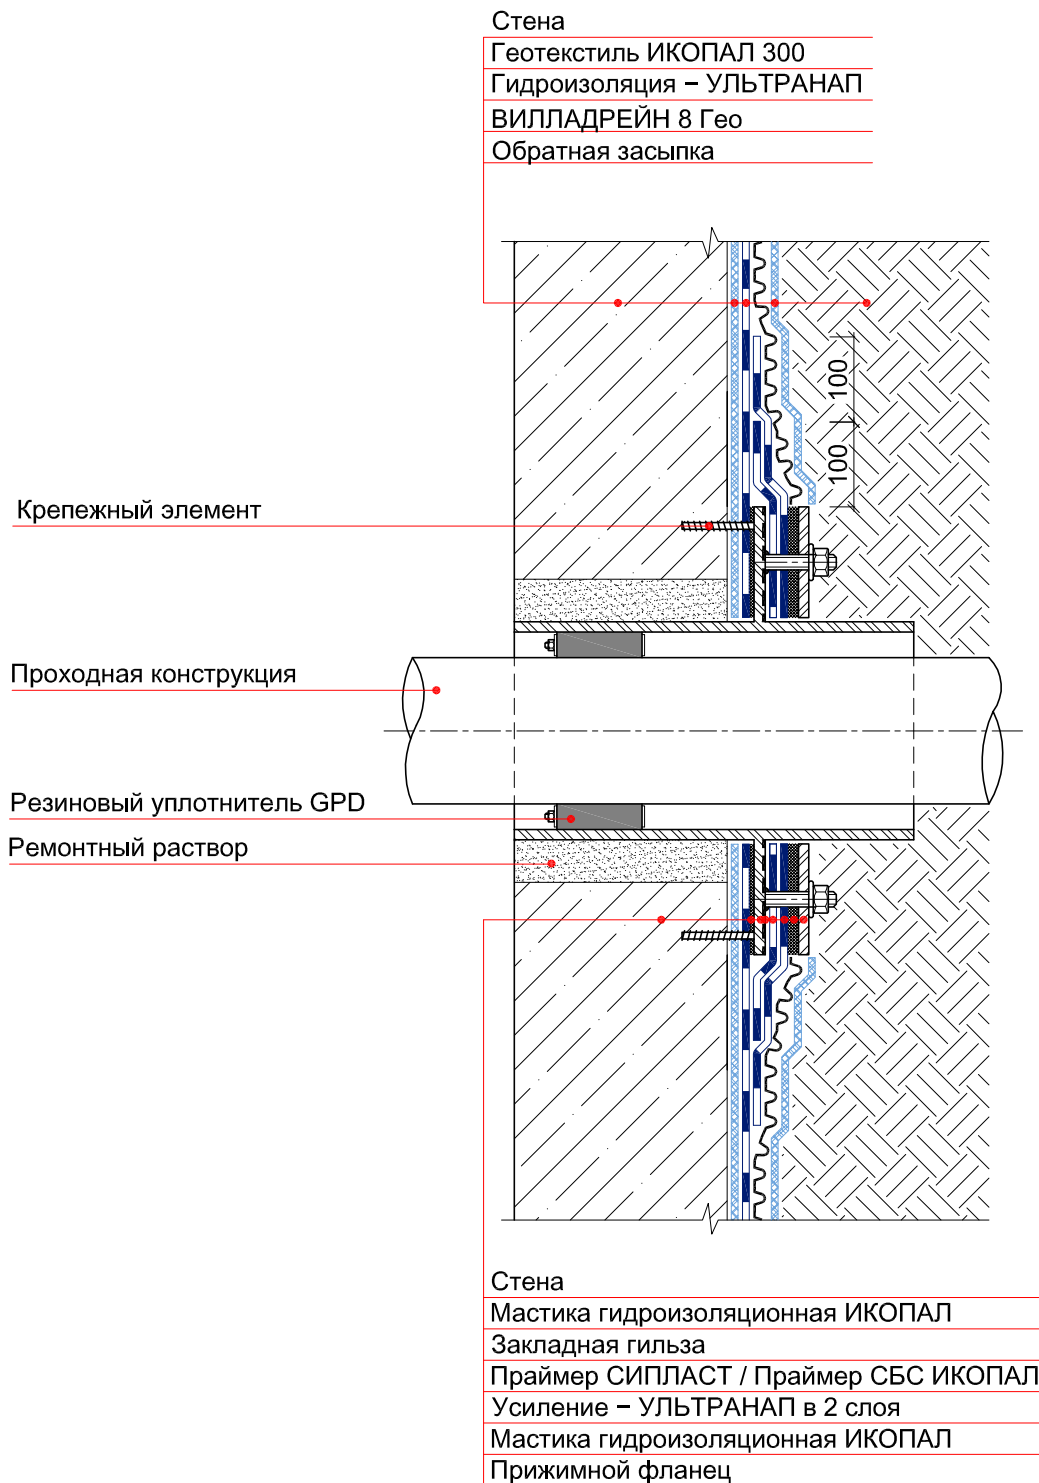 Стена
Геотекстиль ИКОПАЛ 300
Гидроизоляция – УЛЬТРАНАП
ВИЛЛАДРЕЙН 8 Гео
Обратная засыпка
100
100
Крепежный элемент
Проходная конструкция
Резиновый уплотнитель GPD
Ремонтный раствор
Стена
Мастика гидроизоляционная ИКОПАЛ
Закладная гильза
Праймер СИПЛАСТ / Праймер СБС ИКОПАЛ
Усиление – УЛЬТРАНАП в 2 слоя
Мастика гидроизоляционная ИКОПАЛ
Прижимной фланец